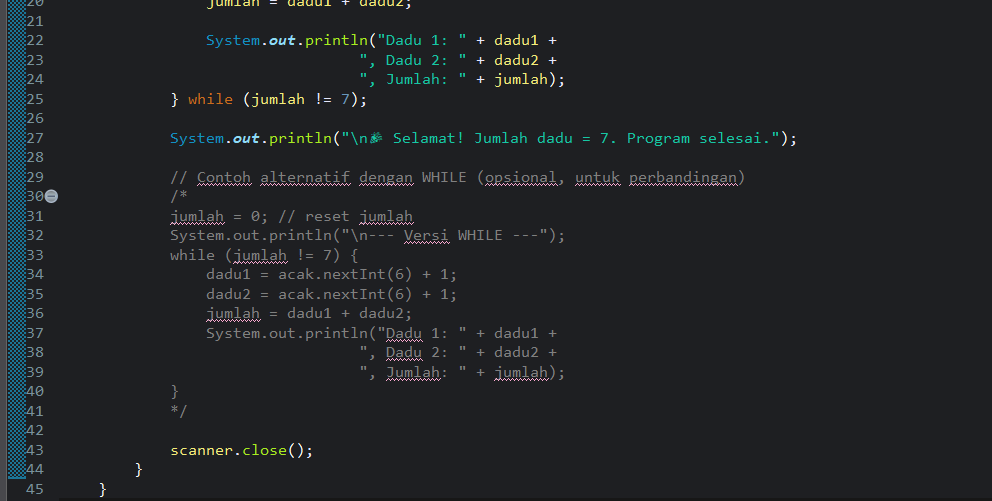 20 jumlah = dadu1 + dadu2;
21
22 System.out.println("Dadu 1: " + dadu1 +
23 ", Dadu 2: " + dadu2 +
24 ", Jumlah: " + jumlah);
25 } while (jumlah != 7);
26
27 System.out.println("\n🎉 Selamat! Jumlah dadu = 7. Program selesai.");
28
29 // Contoh alternatif dengan WHILE (opsional, untuk perbandingan)
30 /*
31 jumlah = 0; // reset jumlah
32 System.out.println("\n--- Versi WHILE ---");
33 while (jumlah != 7) {
34 dadu1 = acak.nextInt(6) + 1;
35 dadu2 = acak.nextInt(6) + 1;
36 jumlah = dadu1 + dadu2;
37 System.out.println("Dadu 1: " + dadu1 +
38 ", Dadu 2: " + dadu2 +
39 ", Jumlah: " + jumlah);
40 }
41 */
42
43 scanner.close();
44 }
45 }